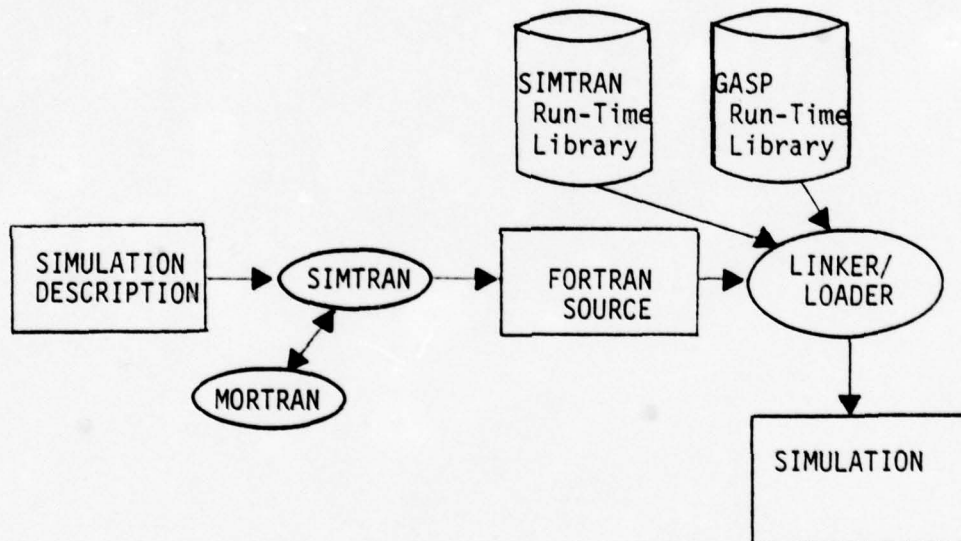 SIMTRAN
Run-Time
Library
GASP
Run-Time
Library
SIMULATION
DESCRIPTION
SIMTRAN
FORTRAN
SOURCE
LINKER/
LOADER
MORTRAN
SIMULATION